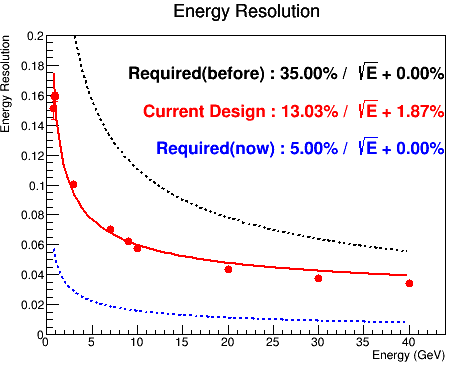 Energy Resolution
Energy Resolution
0.2
0.18
0.16
0.14
0.12
0.1
0.08
0.06
0.04
0.02
0
Required(before) : 35.00% / √E + 0.00%
Current Design : 13.03% / √E + 1.87%
Required(now) : 5.00% / √E + 0.00%
0 5 10 15 20 25 30 35 40
Energy (GeV)